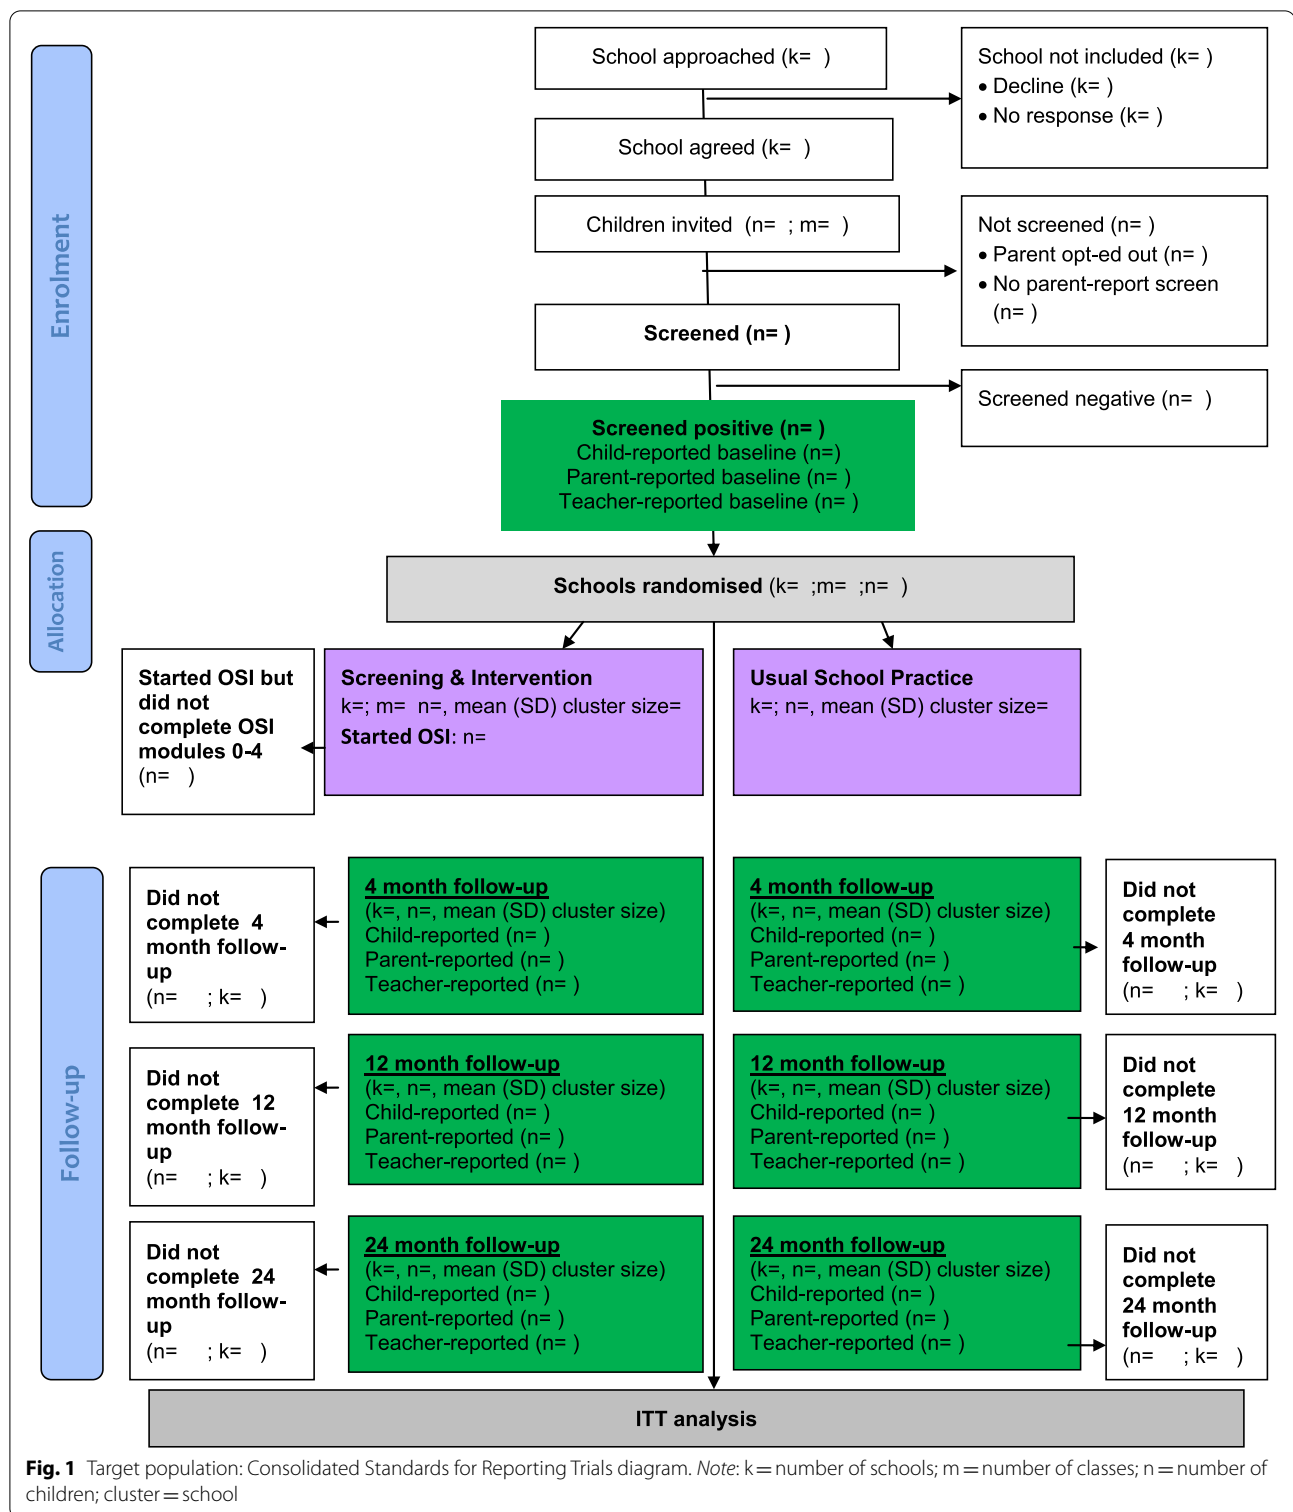 Enrolment
School approached (k=  )
School not included (k= )
• Decline (k= )
• No response (k= )
School agreed (k=  )
Children invited  (n=  ; m=  )
Not screened (n= )
• Parent opt-ed out (n= )
• No parent-report screen
(n= )
Screened (n= )
Screened negative (n=  )
Screened positive (n= )
Child-reported baseline (n=)
Parent-reported baseline (n= )
Teacher-reported baseline (n= )
Allocation
Schools randomised (k=  ;m=  ;n=  )
Started OSI but
did not
complete OSI
modules 0-4
(n=   )
Screening & Intervention
k=; m=  n=, mean (SD) cluster size=
Started OSI: n=
Usual School Practice
k=; n=, mean (SD) cluster size=
Follow-up
Did not
complete  4
month follow-
up
(n=     ; k=   )
4 month follow-up
(k=, n=, mean (SD) cluster size)
Child-reported (n= )
Parent-reported (n= )
Teacher-reported (n= )
4 month follow-up
(k=, n=, mean (SD) cluster size)
Child-reported (n= )
Parent-reported (n= )
Teacher-reported (n= )
Did not
complete
4 month
follow-up
(n=     ; k=   )
Did not
complete  12
month follow-
up
(n=     ; k=   )
12 month follow-up
(k=, n=, mean (SD) cluster size)
Child-reported (n= )
Parent-reported (n= )
Teacher-reported (n= )
12 month follow-up
(k=, n=, mean (SD) cluster size)
Child-reported (n= )
Parent-reported (n= )
Teacher-reported (n= )
Did not
complete
12 month
follow-up
(n=     ; k=   )
Did not
complete  24
month follow-
up
(n=     ; k=   )
24 month follow-up
(k=, n=, mean (SD) cluster size)
Child-reported (n= )
Parent-reported (n= )
Teacher-reported (n= )
24 month follow-up
(k=, n=, mean (SD) cluster size)
Child-reported (n= )
Parent-reported (n= )
Teacher-reported (n= )
Did not
complete
24 month
follow-up
(n=     ; k=   )
ITT analysis
Fig. 1  Target population: Consolidated Standards for Reporting Trials diagram. Note: k = number of schools; m = number of classes; n = number of
children; cluster = school